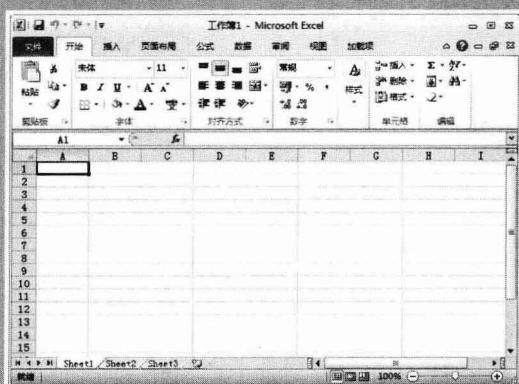 工作簿1 - Microsoft Excel
文件 开始 插入 页面布局 公式 数据 审阅 视图 加载项
宋体 11 常规 插入 Σ
粘贴 B I U A A % , 样式 删除
A 变 格式
剪贴板 字体 对齐方式 数字 单元格 编辑
A1 fx
A B C D E F G H I
1
2
3
4
5
6
7
8
9
10
11
12
13
14
15
Sheet1 Sheet2 Sheet3
就绪 100%